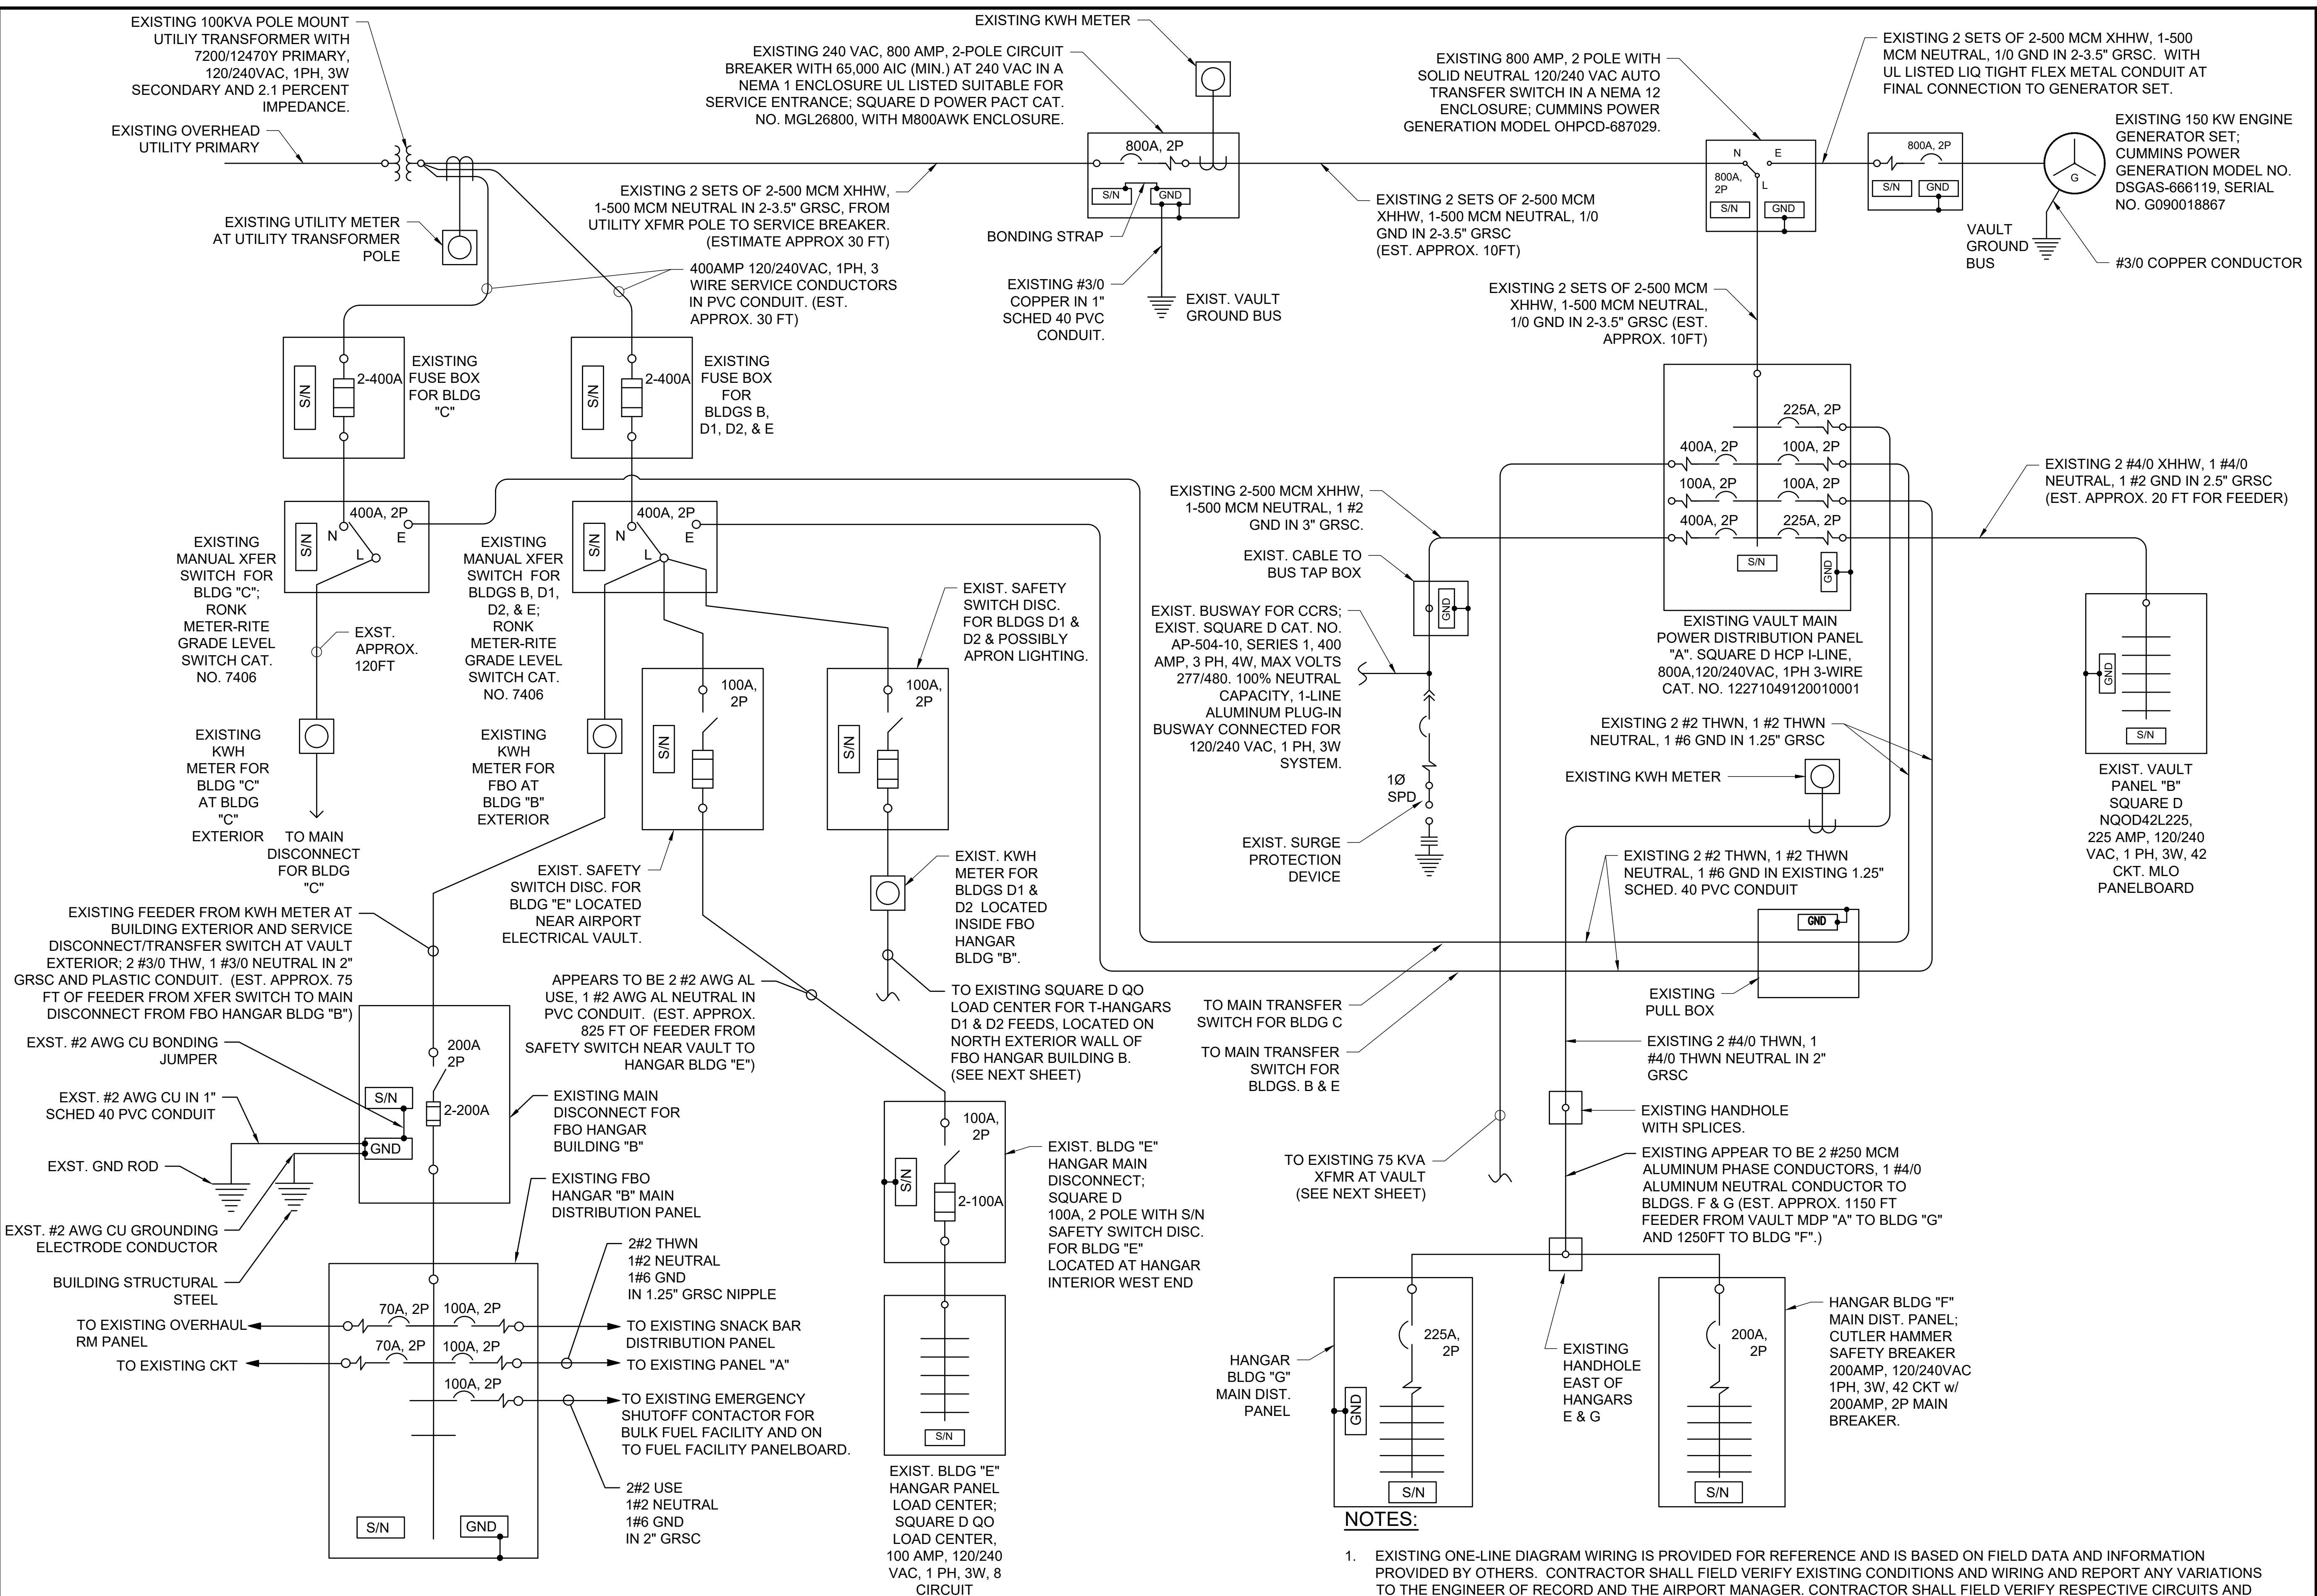 EXISTING 100KVA POLE MOUNT
UTILIY TRANSFORMER WITH
7200/12470Y PRIMARY,
120/240VAC, 1PH, 3W
SECONDARY AND 2.1 PERCENT
IMPEDANCE.
EXISTING OVERHEAD
UTILITY PRIMARY
EXISTING UTILITY METER
AT UTILITY TRANSFORMER
POLE
EXISTING KWH METER
EXISTING 240 VAC, 800 AMP, 2-POLE CIRCUIT
BREAKER WITH 65,000 AIC (MIN.) AT 240 VAC IN A
NEMA 1 ENCLOSURE UL LISTED SUITABLE FOR
SERVICE ENTRANCE; SQUARE D POWER PACT CAT.
NO. MGL26800, WITH M800AWK ENCLOSURE.
800A, 2P
S/N
GND
EXISTING 2 SETS OF 2-500 MCM XHHW,
1-500 MCM NEUTRAL IN 2-3.5" GRSC, FROM
UTILITY XFMR POLE TO SERVICE BREAKER.
(ESTIMATE APPROX 30 FT)
BONDING STRAP
400AMP 120/240VAC, 1PH, 3
WIRE SERVICE CONDUCTORS
IN PVC CONDUIT. (EST.
APPROX. 30 FT)
EXISTING #3/0
COPPER IN 1"
SCHED 40 PVC
CONDUIT.
EXIST. VAULT
GROUND BUS
EXISTING 800 AMP, 2 POLE WITH
SOLID NEUTRAL 120/240 VAC AUTO
TRANSFER SWITCH IN A NEMA 12
ENCLOSURE; CUMMINS POWER
GENERATION MODEL OHPCD-687029.
EXISTING 2 SETS OF 2-500 MCM
XHHW, 1-500 MCM NEUTRAL, 1/0
GND IN 2-3.5" GRSC
(EST. APPROX. 10FT)
N
E
L
800A,
2P
S/N
GND
EXISTING 2 SETS OF 2-500 MCM XHHW, 1-500
MCM NEUTRAL, 1/0 GND IN 2-3.5" GRSC. WITH
UL LISTED LIQ TIGHT FLEX METAL CONDUIT AT
FINAL CONNECTION TO GENERATOR SET.
800A, 2P
S/N
GND
G
EXISTING 150 KW ENGINE
GENERATOR SET;
CUMMINS POWER
GENERATION MODEL NO.
DSGAS-666119, SERIAL
NO. G090018867
VAULT
GROUND
BUS
#3/0 COPPER CONDUCTOR
EXISTING 2 SETS OF 2-500 MCM
XHHW, 1-500 MCM NEUTRAL,
1/0 GND IN 2-3.5" GRSC (EST.
APPROX. 10FT)
S/N
2-400A
EXISTING
FUSE BOX
FOR BLDG
"C"
S/N
2-400A
EXISTING
FUSE BOX
FOR
BLDGS B,
D1, D2, & E
225A, 2P
400A, 2P
100A, 2P
100A, 2P
100A, 2P
400A, 2P
225A, 2P
S/N
GND
EXISTING VAULT MAIN
POWER DISTRIBUTION PANEL
"A". SQUARE D HCP I-LINE,
800A,120/240VAC, 1PH 3-WIRE
CAT. NO. 12271049120010001
EXISTING 2 #4/0 XHHW, 1 #4/0
NEUTRAL, 1 #2 GND IN 2.5" GRSC
(EST. APPROX. 20 FT FOR FEEDER)
S/N
400A, 2P
N
E
L
EXISTING
MANUAL XFER
SWITCH FOR
BLDG "C";
RONK
METER-RITE
GRADE LEVEL
SWITCH CAT.
NO. 7406
EXST.
APPROX.
120FT
S/N
400A, 2P
N
E
L
EXISTING
MANUAL XFER
SWITCH FOR
BLDGS B, D1,
D2, & E;
RONK
METER-RITE
GRADE LEVEL
SWITCH CAT.
NO. 7406
EXIST. SAFETY
SWITCH DISC.
FOR BLDGS D1 &
D2 & POSSIBLY
APRON LIGHTING.
EXISTING 2-500 MCM XHHW,
1-500 MCM NEUTRAL, 1 #2
GND IN 3" GRSC.
EXIST. CABLE TO
BUS TAP BOX
GND
EXIST. BUSWAY FOR CCRS;
EXIST. SQUARE D CAT. NO.
AP-504-10, SERIES 1, 400
AMP, 3 PH, 4W, MAX VOLTS
277/480. 100% NEUTRAL
CAPACITY, 1-LINE
ALUMINUM PLUG-IN
BUSWAY CONNECTED FOR
120/240 VAC, 1 PH, 3W
SYSTEM.
1Ø
SPD
EXIST. SURGE
PROTECTION
DEVICE
GND
S/N
EXIST. VAULT
PANEL "B"
SQUARE D
NQOD42L225,
225 AMP, 120/240
VAC, 1 PH, 3W, 42
CKT. MLO
PANELBOARD
EXISTING 2 #2 THWN, 1 #2 THWN
NEUTRAL, 1 #6 GND IN 1.25" GRSC
EXISTING KWH METER
EXISTING 2 #2 THWN, 1 #2 THWN
NEUTRAL, 1 #6 GND IN EXISTING 1.25"
SCHED. 40 PVC CONDUIT
EXISTING
KWH
METER FOR
BLDG "C"
AT BLDG
"C"
EXTERIOR
TO MAIN
DISCONNECT
FOR BLDG
"C"
EXISTING
KWH
METER FOR
FBO AT
BLDG "B"
EXTERIOR
100A,
2P
S/N
100A,
2P
S/N
EXIST. SAFETY
SWITCH DISC. FOR
BLDG "E" LOCATED
NEAR AIRPORT
ELECTRICAL VAULT.
EXIST. KWH
METER FOR
BLDGS D1 &
D2 LOCATED
INSIDE FBO
HANGAR
BLDG "B".
EXISTING FEEDER FROM KWH METER AT
BUILDING EXTERIOR AND SERVICE
DISCONNECT/TRANSFER SWITCH AT VAULT
EXTERIOR; 2 #3/0 THW, 1 #3/0 NEUTRAL IN 2"
GRSC AND PLASTIC CONDUIT. (EST. APPROX. 75
FT OF FEEDER FROM XFER SWITCH TO MAIN
DISCONNECT FROM FBO HANGAR BLDG "B")
APPEARS TO BE 2 #2 AWG AL
USE, 1 #2 AWG AL NEUTRAL IN
PVC CONDUIT. (EST. APPROX.
825 FT OF FEEDER FROM
SAFETY SWITCH NEAR VAULT TO
HANGAR BLDG "E")
TO EXISTING SQUARE D QO
LOAD CENTER FOR T-HANGARS
D1 & D2 FEEDS, LOCATED ON
NORTH EXTERIOR WALL OF
FBO HANGAR BUILDING B.
(SEE NEXT SHEET)
TO MAIN TRANSFER
SWITCH FOR BLDG C
TO MAIN TRANSFER
SWITCH FOR
BLDGS. B & E
GND
EXISTING
PULL BOX
EXISTING 2 #4/0 THWN, 1
#4/0 THWN NEUTRAL IN 2"
GRSC
EXISTING HANDHOLE
WITH SPLICES.
TO EXISTING 75 KVA
XFMR AT VAULT
(SEE NEXT SHEET)
EXISTING APPEAR TO BE 2 #250 MCM
ALUMINUM PHASE CONDUCTORS, 1 #4/0
ALUMINUM NEUTRAL CONDUCTOR TO
BLDGS. F & G (EST. APPROX. 1150 FT
FEEDER FROM VAULT MDP "A" TO BLDG "G"
AND 1250FT TO BLDG "F".)
EXST. #2 AWG CU BONDING
JUMPER
EXST. #2 AWG CU IN 1"
SCHED 40 PVC CONDUIT
EXST. GND ROD
EXST. #2 AWG CU GROUNDING
ELECTRODE CONDUCTOR
BUILDING STRUCTURAL
STEEL
200A
2P
S/N
2-200A
GND
EXISTING MAIN
DISCONNECT FOR
FBO HANGAR
BUILDING "B"
EXISTING FBO
HANGAR "B" MAIN
DISTRIBUTION PANEL
2#2 THWN
1#2 NEUTRAL
1#6 GND
IN 1.25" GRSC NIPPLE
70A, 2P
100A, 2P
TO EXISTING OVERHAUL
RM PANEL
TO EXISTING SNACK BAR
DISTRIBUTION PANEL
70A, 2P
100A, 2P
TO EXISTING CKT
TO EXISTING PANEL "A"
100A, 2P
TO EXISTING EMERGENCY
SHUTOFF CONTACTOR FOR
BULK FUEL FACILITY AND ON
TO FUEL FACILITY PANELBOARD.
2#2 USE
1#2 NEUTRAL
1#6 GND
IN 2" GRSC
S/N
GND
100A,
2P
S/N
2-100A
EXIST. BLDG "E"
HANGAR MAIN
DISCONNECT;
SQUARE D
100A, 2 POLE WITH S/N
SAFETY SWITCH DISC.
FOR BLDG "E"
LOCATED AT HANGAR
INTERIOR WEST END
S/N
EXIST. BLDG "E"
HANGAR PANEL
LOAD CENTER;
SQUARE D QO
LOAD CENTER,
100 AMP, 120/240
VAC, 1 PH, 3W, 8
CIRCUIT
HANGAR
BLDG "G"
MAIN DIST.
PANEL
225A,
2P
GND
S/N
EXISTING
HANDHOLE
EAST OF
HANGARS
E & G
200A,
2P
S/N
HANGAR BLDG "F"
MAIN DIST. PANEL;
CUTLER HAMMER
SAFETY BREAKER
200AMP, 120/240VAC
1PH, 3W, 42 CKT w/
200AMP, 2P MAIN
BREAKER.
NOTES:
1. EXISTING ONE-LINE DIAGRAM WIRING IS PROVIDED FOR REFERENCE AND IS BASED ON FIELD DATA AND INFORMATION
PROVIDED BY OTHERS. CONTRACTOR SHALL FIELD VERIFY EXISTING CONDITIONS AND WIRING AND REPORT ANY VARIATIONS
TO THE ENGINEER OF RECORD AND THE AIRPORT MANAGER. CONTRACTOR SHALL FIELD VERIFY RESPECTIVE CIRCUITS AND